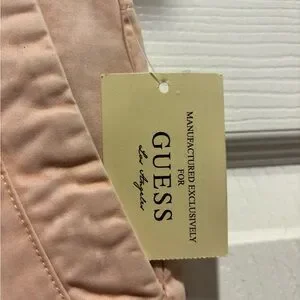 MANUFACTURED EXCLUSIVELY
FOR
GUESS
Los Angeles